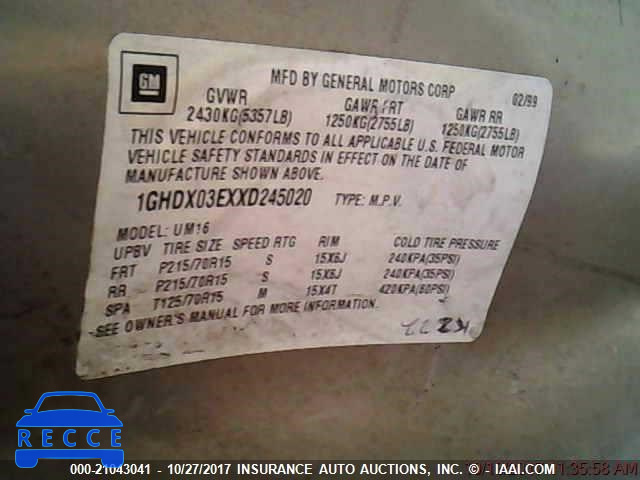 GM
MFD BY GENERAL MOTORS CORP
02/99
GVWR GAWR FRT GAWR RR
2430KG(5357LB) 1250KG(2755LB) 1250KG(2755LB)
THIS VEHICLE CONFORMS TO ALL APPLICABLE U.S. FEDERAL MOTOR
VEHICLE SAFETY STANDARDS IN EFFECT ON THE DATE OF
MANUFACTURE SHOWN ABOVE.
1GHDX03EXXD245020 TYPE: M.P.V.
MODEL: UM16
UPBV TIRE SIZE SPEED RTG RIM COLD TIRE PRESSURE
FRT P215/70R15 S 15X6J 240KPA(35PSI)
RR P215/70R15 S 15X6J 240KPA(35PSI)
SPA T125/70R15 M 15X4T 420KPA(60PSI)
SEE OWNER'S MANUAL FOR MORE INFORMATION.
RECCE
000-21043041 - 10/27/2017 INSURANCE AUTO AUCTIONS, INC. - © - IAAI.COM
1:35:58 AM